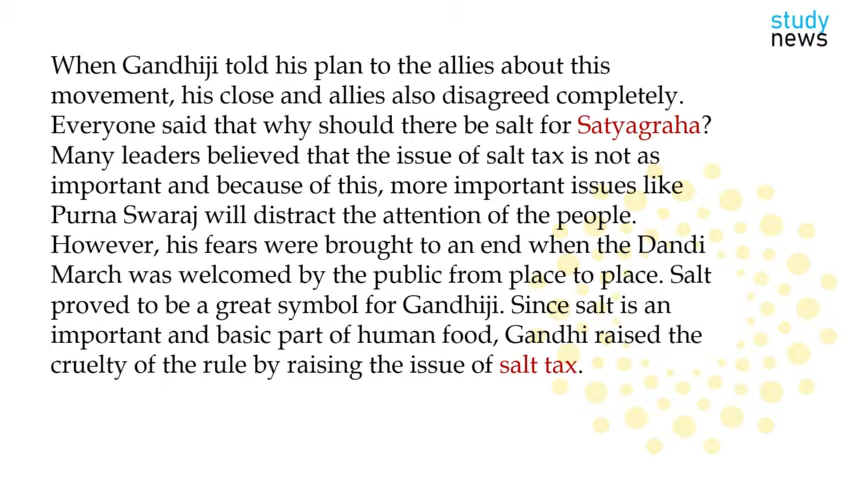 study
news
When Gandhiji told his plan to the allies about this
movement, his close and allies also disagreed completely.
Everyone said that why should there be salt for Satyagraha?
Many leaders believed that the issue of salt tax is not as
important and because of this, more important issues like
Purna Swaraj will distract the attention of the people.
However, his fears were brought to an end when the Dandi
March was welcomed by the public from place to place. Salt
proved to be a great symbol for Gandhiji. Since salt is an
important and basic part of human food, Gandhi raised the
cruelty of the rule by raising the issue of salt tax.